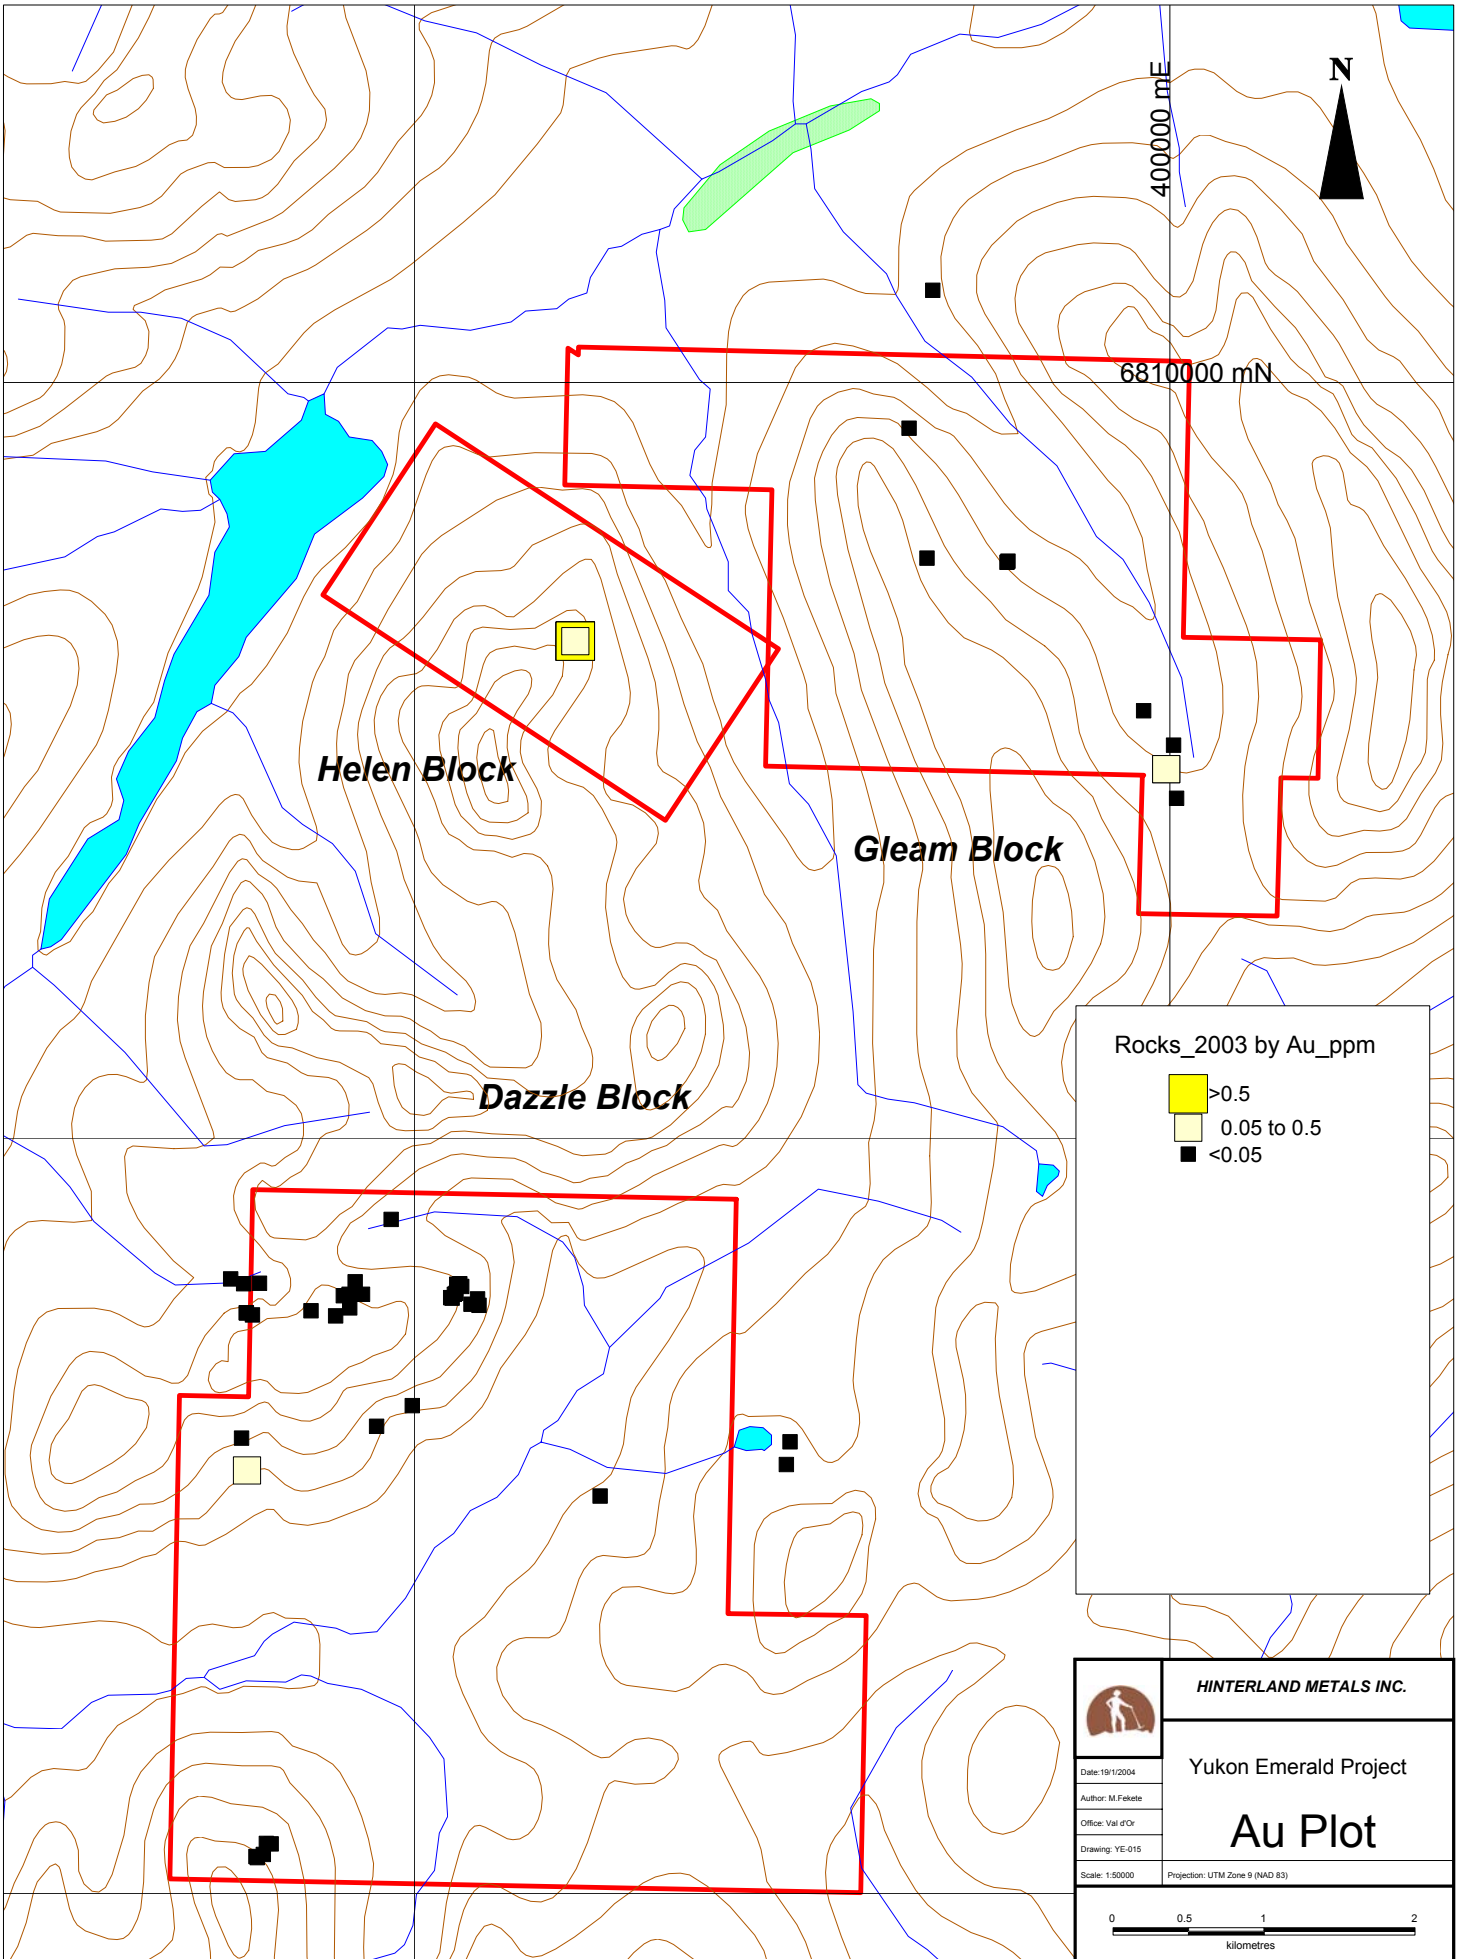 N
400000 mE
6810000 mN
Helen Block
Gleam Block
Dazzle Block
Rocks_2003 by Au_ppm
>0.5
0.05 to 0.5
<0.05
HINTERLAND METALS INC.
Yukon Emerald Project
Au Plot
Date:19/1/2004
Author: M.Fekete
Office: Val d'Or
Drawing: YE-015
Scale: 1:50000
Projection: UTM Zone 9 (NAD 83)
0 0.5 1 2
kilometres